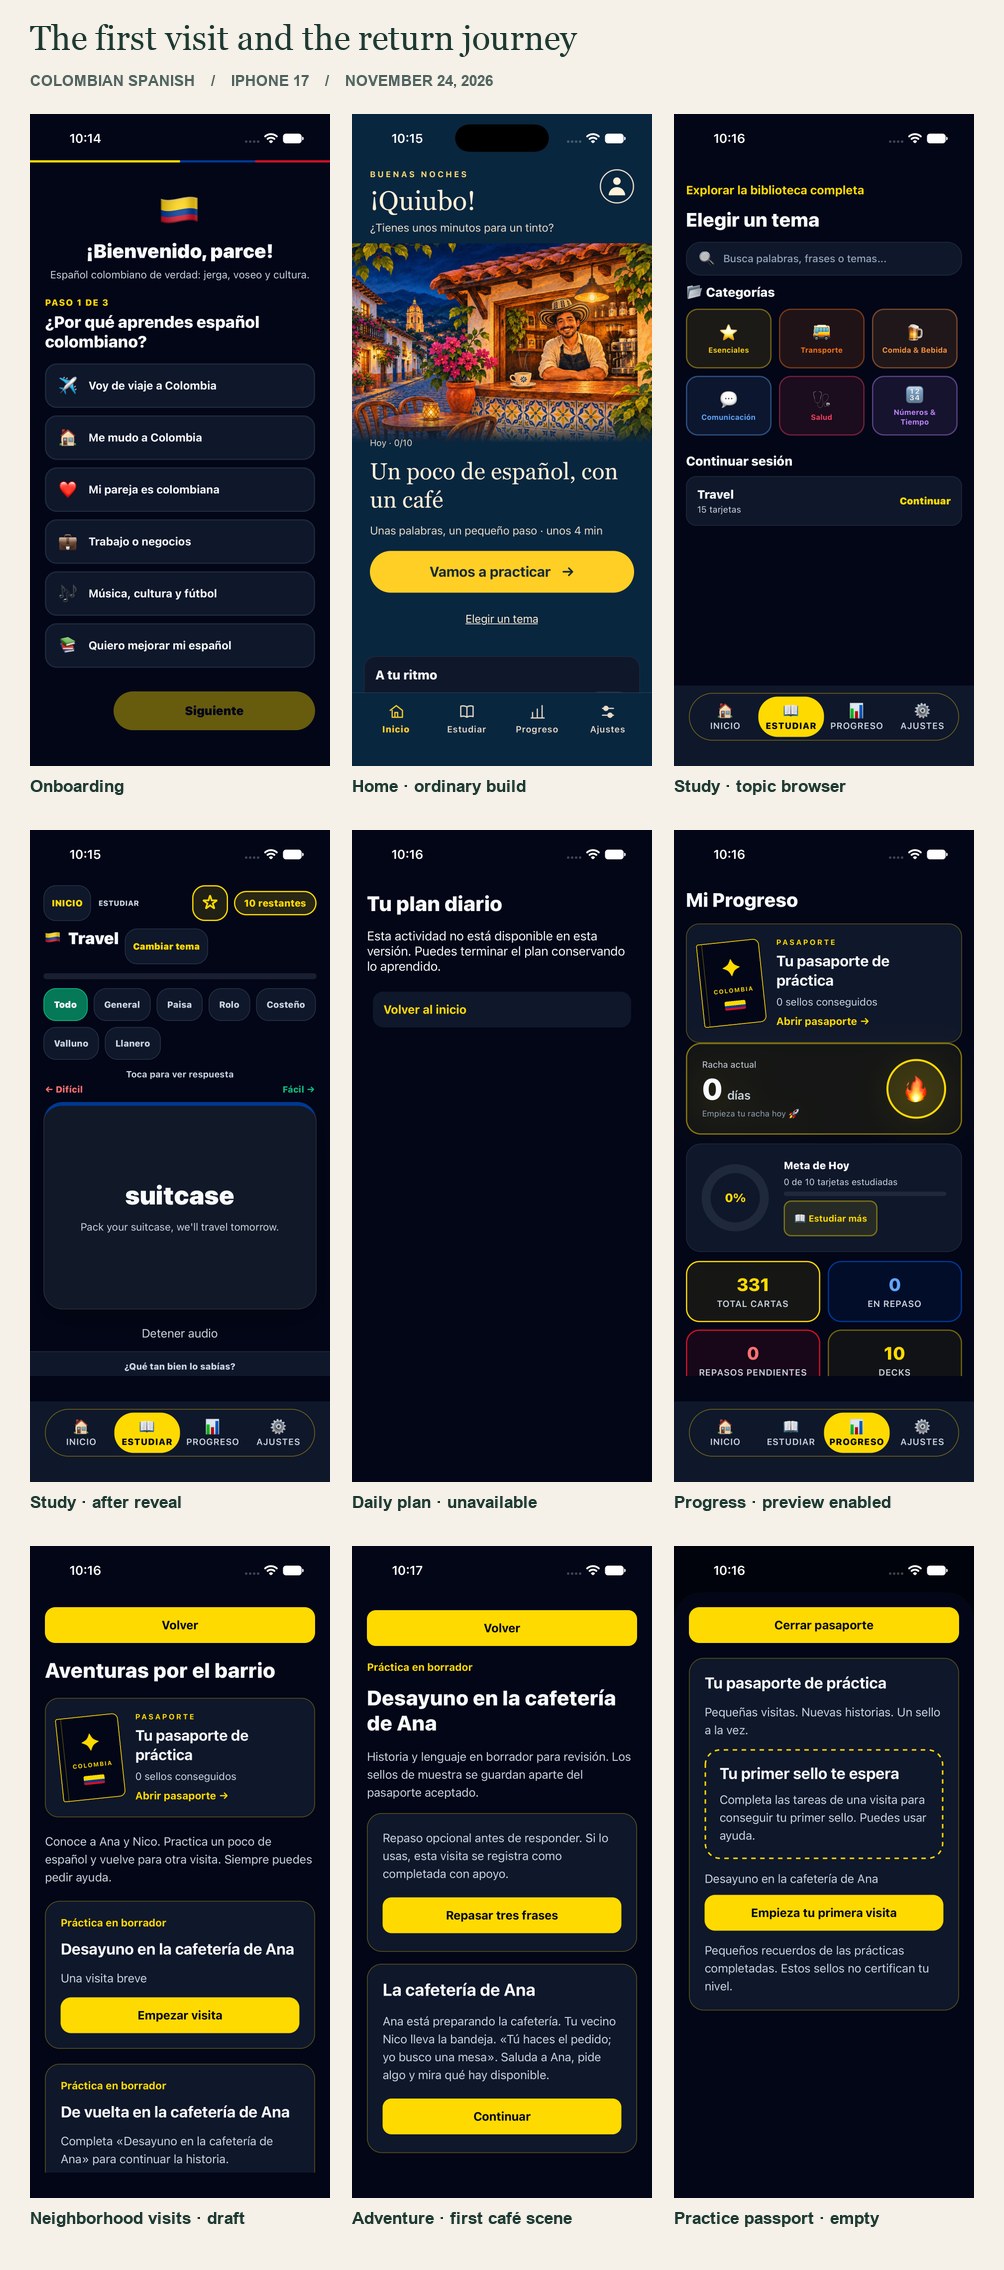 The first visit and the return journey
COLOMBIAN SPANISH / IPHONE 17 / NOVEMBER 24, 2026
10:14
¡Bienvenido, parce!
Español colombiano de verdad: jerga, voseo y cultura.
PASO 1 DE 3
¿Por qué aprendes español
colombiano?
Voy de viaje a Colombia
Me mudo a Colombia
Mi pareja es colombiana
Trabajo o negocios
Música, cultura y fútbol
Quiero mejorar mi español
Siguiente
Onboarding
10:15
BUENAS NOCHES
¡Quiubo!
¿Tienes unos minutos para un tinto?
Hoy · 0/10
Un poco de español, con
un café
Unas palabras, un pequeño paso · unos 4 min
Vamos a practicar →
Elegir un tema
A tu ritmo
Inicio Estudiar Progreso Ajustes
Home · ordinary build
10:16
Explorar la biblioteca completa
Elegir un tema
Busca palabras, frases o temas...
Categorías
Esenciales Transporte Comida & Bebida
Comunicación Salud Números &
Tiempo
Continuar sesión
Travel
15 tarjetas
Continuar
INICIO ESTUDIAR PROGRESO AJUSTES
Study · topic browser
10:15
INICIO ESTUDIAR 10 restantes
Travel Cambiar tema
Todo General Paisa Rolo Costeño
Valluno Llanero
Toca para ver respuesta
← Difícil Fácil →
suitcase
Pack your suitcase, we'll travel tomorrow.
Detener audio
¿Qué tan bien lo sabías?
INICIO ESTUDIAR PROGRESO AJUSTES
Study · after reveal
10:16
Tu plan diario
Esta actividad no está disponible en esta
versión. Puedes terminar el plan conservando
lo aprendido.
Volver al inicio
Daily plan · unavailable
10:16
Mi Progreso
COLOMBIA
PASAPORTE
Tu pasaporte de
práctica
0 sellos conseguidos
Abrir pasaporte →
Racha actual
0 días
Empieza tu racha hoy
0%
Meta de Hoy
0 de 10 tarjetas estudiadas
Estudiar más
331
TOTAL CARTAS
0
EN REPASO
0
REPASOS PENDIENTES
10
DECKS
INICIO ESTUDIAR PROGRESO AJUSTES
Progress · preview enabled
10:16
Volver
Aventuras por el barrio
COLOMBIA
PASAPORTE
Tu pasaporte de
práctica
0 sellos conseguidos
Abrir pasaporte →
Conoce a Ana y Nico. Practica un poco de
español y vuelve para otra visita. Siempre puedes
pedir ayuda.
Práctica en borrador
Desayuno en la cafetería de Ana
Una visita breve
Empezar visita
Práctica en borrador
De vuelta en la cafetería de Ana
Completa «Desayuno en la cafetería de
Ana» para continuar la historia.
Neighborhood visits · draft
10:17
Volver
Práctica en borrador
Desayuno en la cafetería
de Ana
Historia y lenguaje en borrador para revisión. Los
sellos de muestra se guardan aparte del
pasaporte aceptado.
Repaso opcional antes de responder. Si lo
usas, esta visita se registra como
completada con apoyo.
Repasar tres frases
La cafetería de Ana
Ana está preparando la cafetería. Tu vecino
Nico lleva la bandeja. «Tú haces el pedido;
yo busco una mesa». Saluda a Ana, pide
algo y mira qué hay disponible.
Continuar
Adventure · first café scene
10:16
Cerrar pasaporte
Tu pasaporte de práctica
Pequeñas visitas. Nuevas historias. Un sello
a la vez.
Tu primer sello te espera
Completa las tareas de una visita para
conseguir tu primer sello. Puedes usar
ayuda.
Desayuno en la cafetería de Ana
Empieza tu primera visita
Pequeños recuerdos de las prácticas
completadas. Estos sellos no certifican tu
nivel.
Practice passport · empty